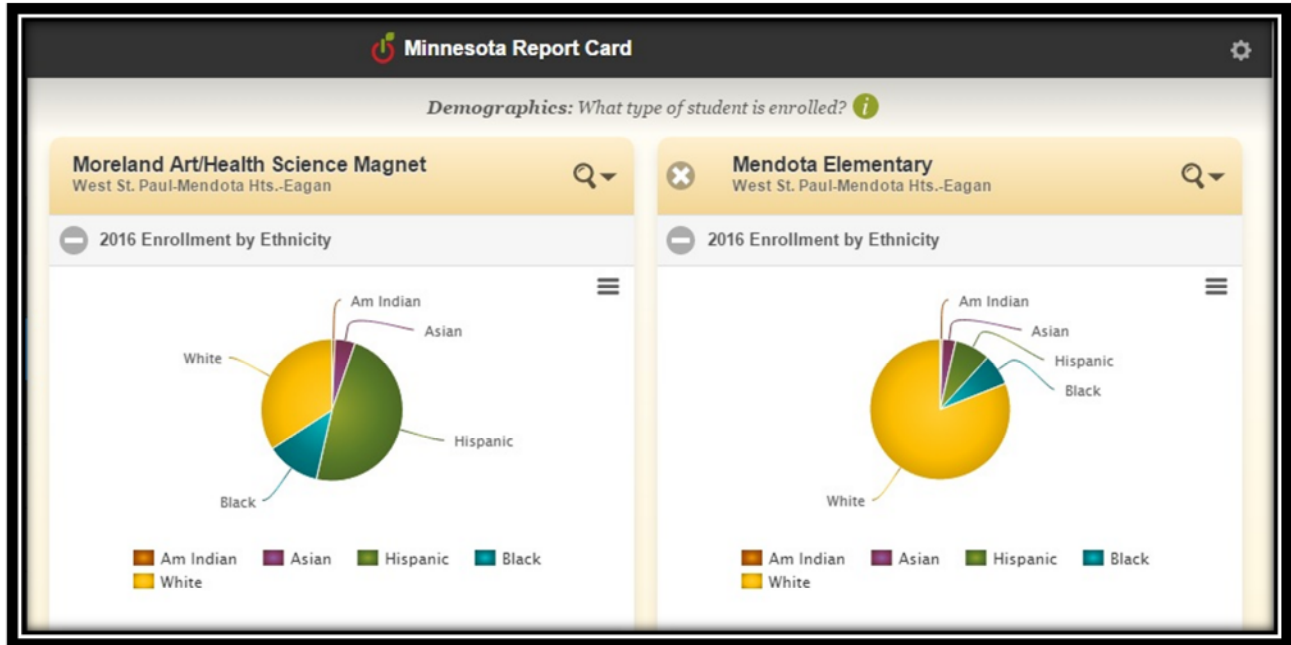 Minnesota Report Card
Demographics: What type of student is enrolled? i
Moreland Art/Health Science Magnet
West St. Paul-Mendota Hts.-Eagan
2016 Enrollment by Ethnicity
Am Indian
Asian
White
Hispanic
Black
Am Indian Asian Hispanic Black
White
Mendota Elementary
West St. Paul-Mendota Hts.-Eagan
2016 Enrollment by Ethnicity
Am Indian
Asian
Hispanic
Black
White
Am Indian Asian Hispanic Black
White